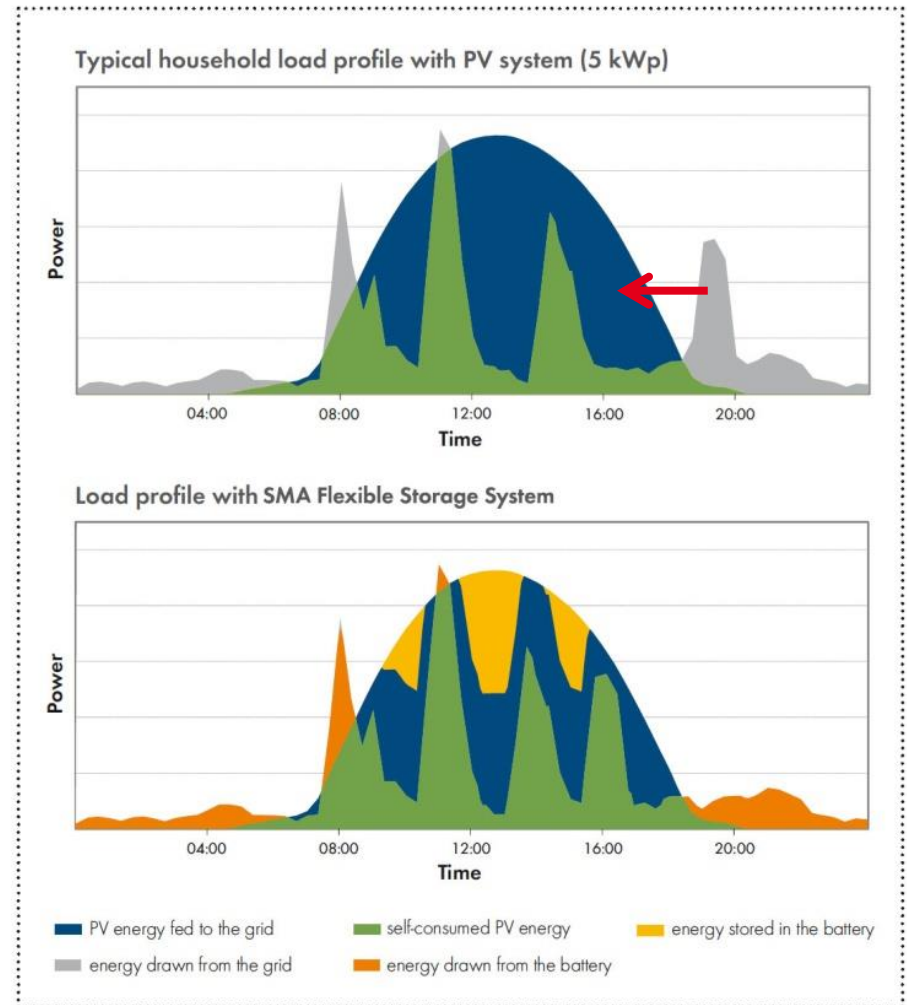 Typical household load profile with PV system (5 kWp)
Power
04:00 08:00 12:00 16:00 20:00
Time
Load profile with SMA Flexible Storage System
Power
04:00 08:00 12:00 16:00 20:00
Time
PV energy fed to the grid self-consumed PV energy energy stored in the battery
energy drawn from the grid energy drawn from the battery